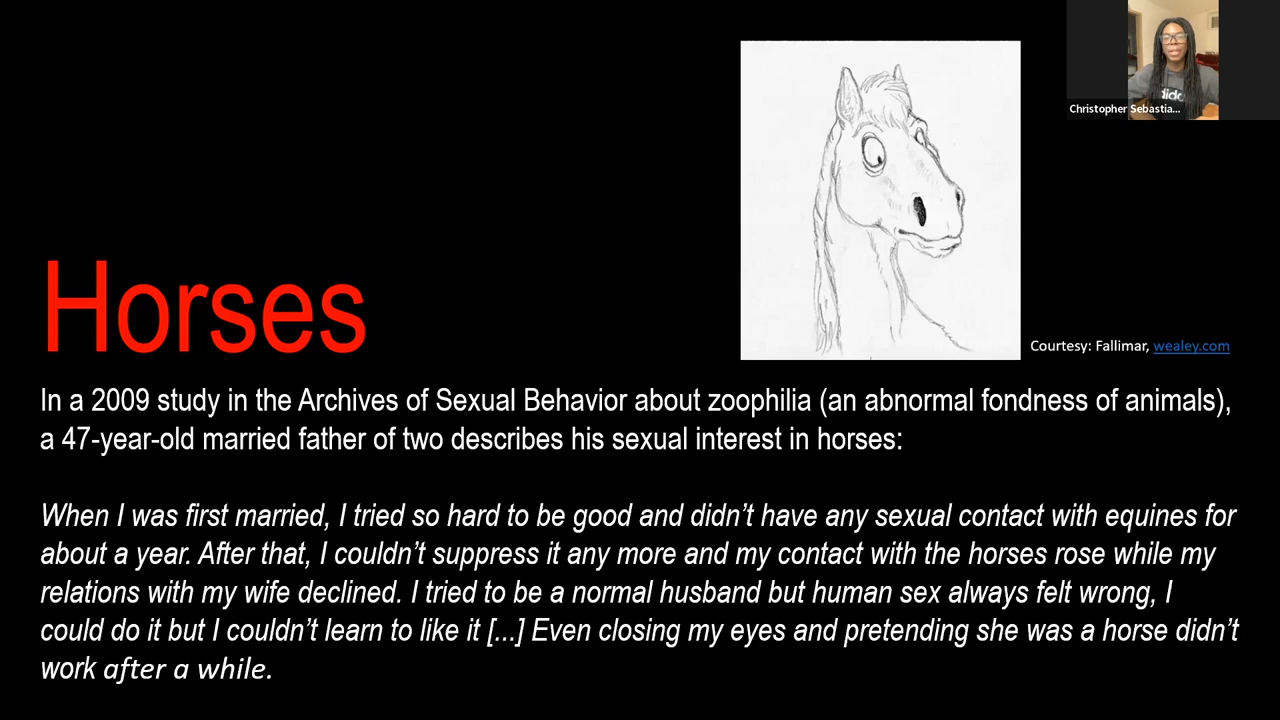 Christopher Sebastia...
Courtesy: Fallimar, wealey.com
Horses
In a 2009 study in the Archives of Sexual Behavior about zoophilia (an abnormal fondness of animals),
a 47-year-old married father of two describes his sexual interest in horses:
When I was first married, I tried so hard to be good and didn’t have any sexual contact with equines for
about a year. After that, I couldn’t suppress it any more and my contact with the horses rose while my
relations with my wife declined. I tried to be a normal husband but human sex always felt wrong, I
could do it but I couldn’t learn to like it [...] Even closing my eyes and pretending she was a horse didn’t
work after a while.